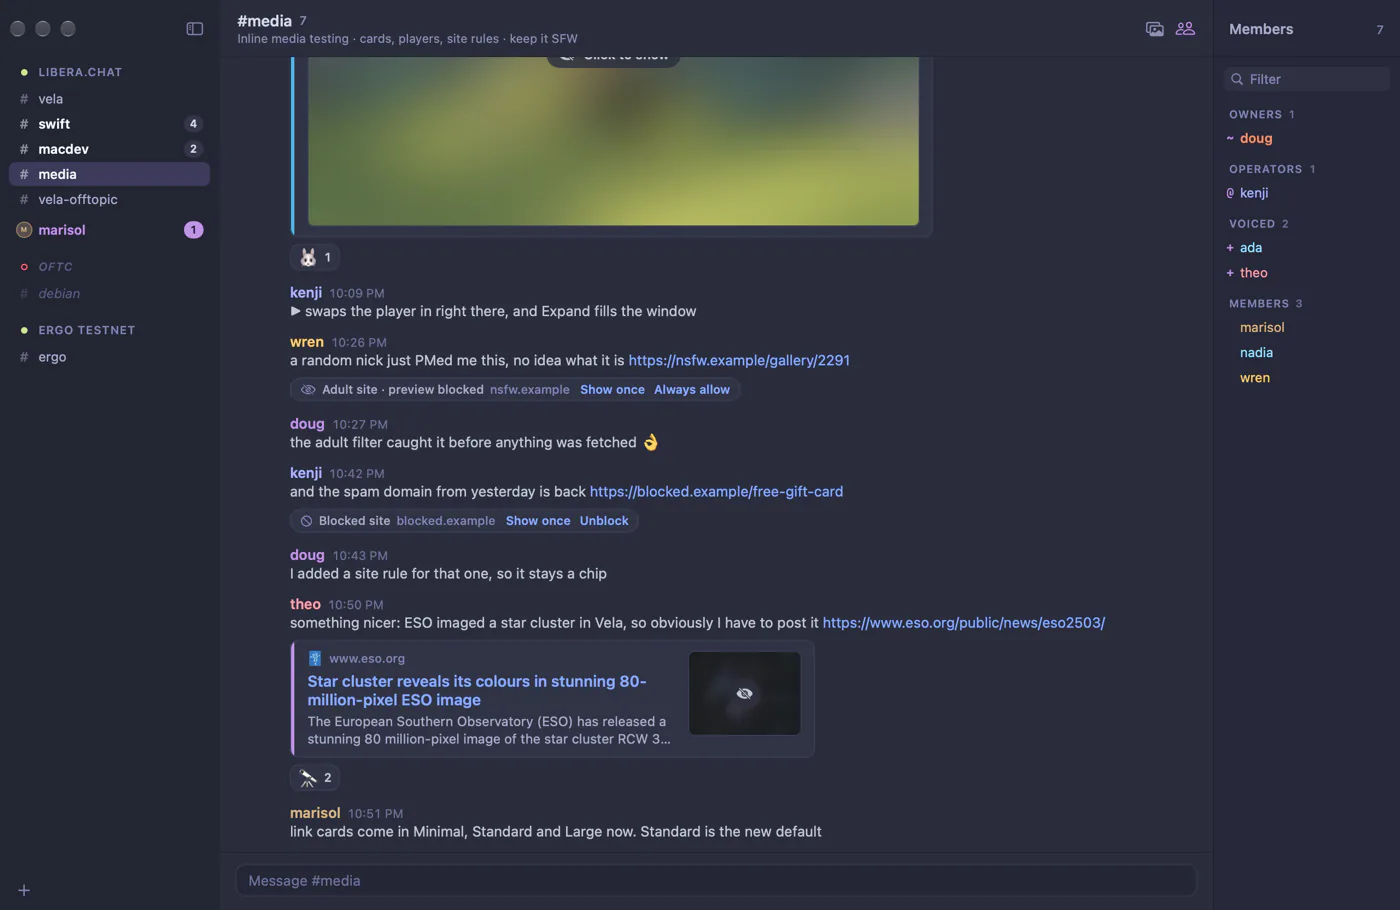 #media 7
Inline media testing · cards, players, site rules · keep it SFW
LIBERA.CHAT
# vela
# swift 4
# macdev 2
# media
# vela-offtopic
M marisol 1
OFTC
# debian
ERGO TESTNET
# ergo
Click to show
🐰 1
kenji 10:09 PM
▶ swaps the player in right there, and Expand fills the window
wren 10:26 PM
a random nick just PMed me this, no idea what it is https://nsfw.example/gallery/2291
Adult site · preview blocked nsfw.example Show once Always allow
doug 10:27 PM
the adult filter caught it before anything was fetched 👌
kenji 10:42 PM
and the spam domain from yesterday is back https://blocked.example/free-gift-card
Blocked site blocked.example Show once Unblock
doug 10:43 PM
I added a site rule for that one, so it stays a chip
theo 10:50 PM
something nicer: ESO imaged a star cluster in Vela, so obviously I have to post it https://www.eso.org/public/news/eso2503/
www.eso.org
Star cluster reveals its colours in stunning 80-
million-pixel ESO image
The European Southern Observatory (ESO) has released a
stunning 80 million-pixel image of the star cluster RCW 3...
🔭 2
marisol 10:51 PM
link cards come in Minimal, Standard and Large now. Standard is the new default
Message #media
+
Members 7
Filter
OWNERS 1
~ doug
OPERATORS 1
@ kenji
VOICED 2
+ ada
+ theo
MEMBERS 3
marisol
nadia
wren